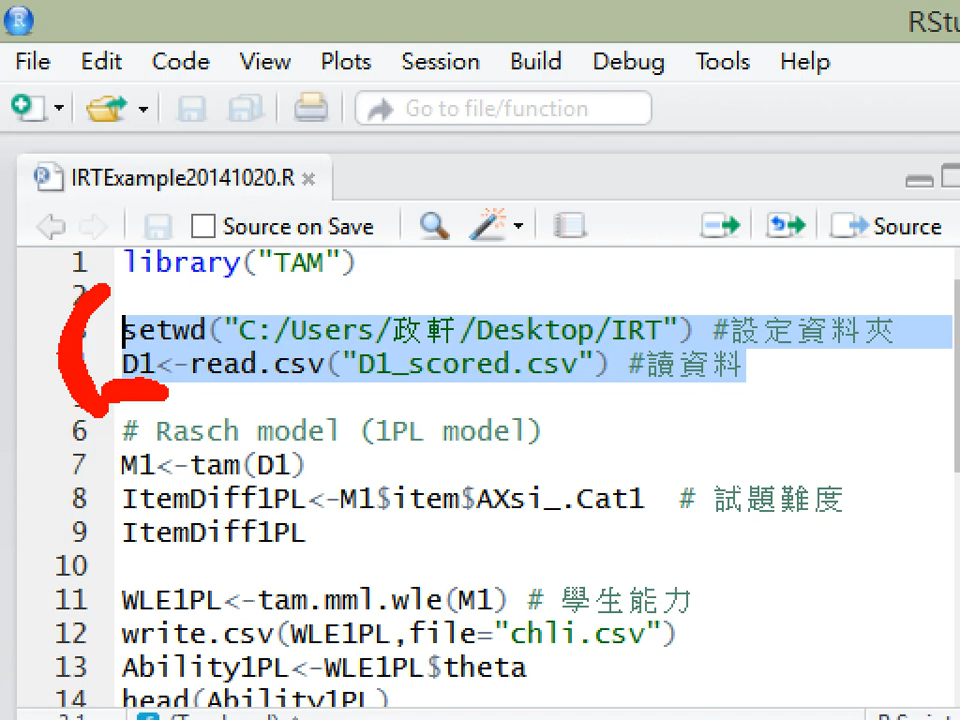 RStu
File Edit Code View Plots Session Build Debug Tools Help
Go to file/function
IRTExample20141020.R
Source on Save Source
1 library("TAM")
2
setwd("C:/Users/政軒/Desktop/IRT") #設定資料夾
D1<-read.csv("D1_scored.csv") #讀資料
6 # Rasch model (1PL model)
7 M1<-tam(D1)
8 ItemDiff1PL<-M1$item$AXsi_.Cat1 # 試題難度
9 ItemDiff1PL
10
11 WLE1PL<-tam.mml.wle(M1) # 學生能力
12 write.csv(WLE1PL,file="chli.csv")
13 Ability1PL<-WLE1PL$theta
14 head(Ability1PL)